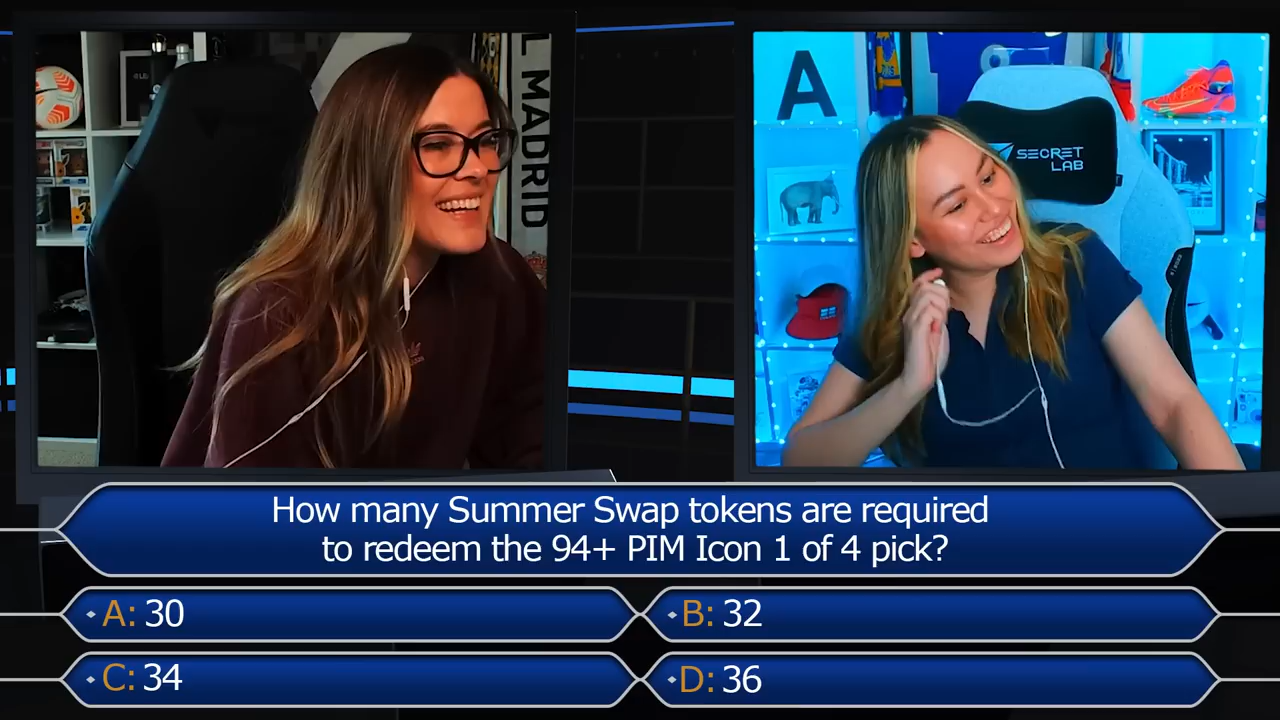 L MADRID
A
SECRET
LAB
How many Summer Swap tokens are required
to redeem the 94+ PIM Icon 1 of 4 pick?
A: 30
B: 32
C: 34
D: 36